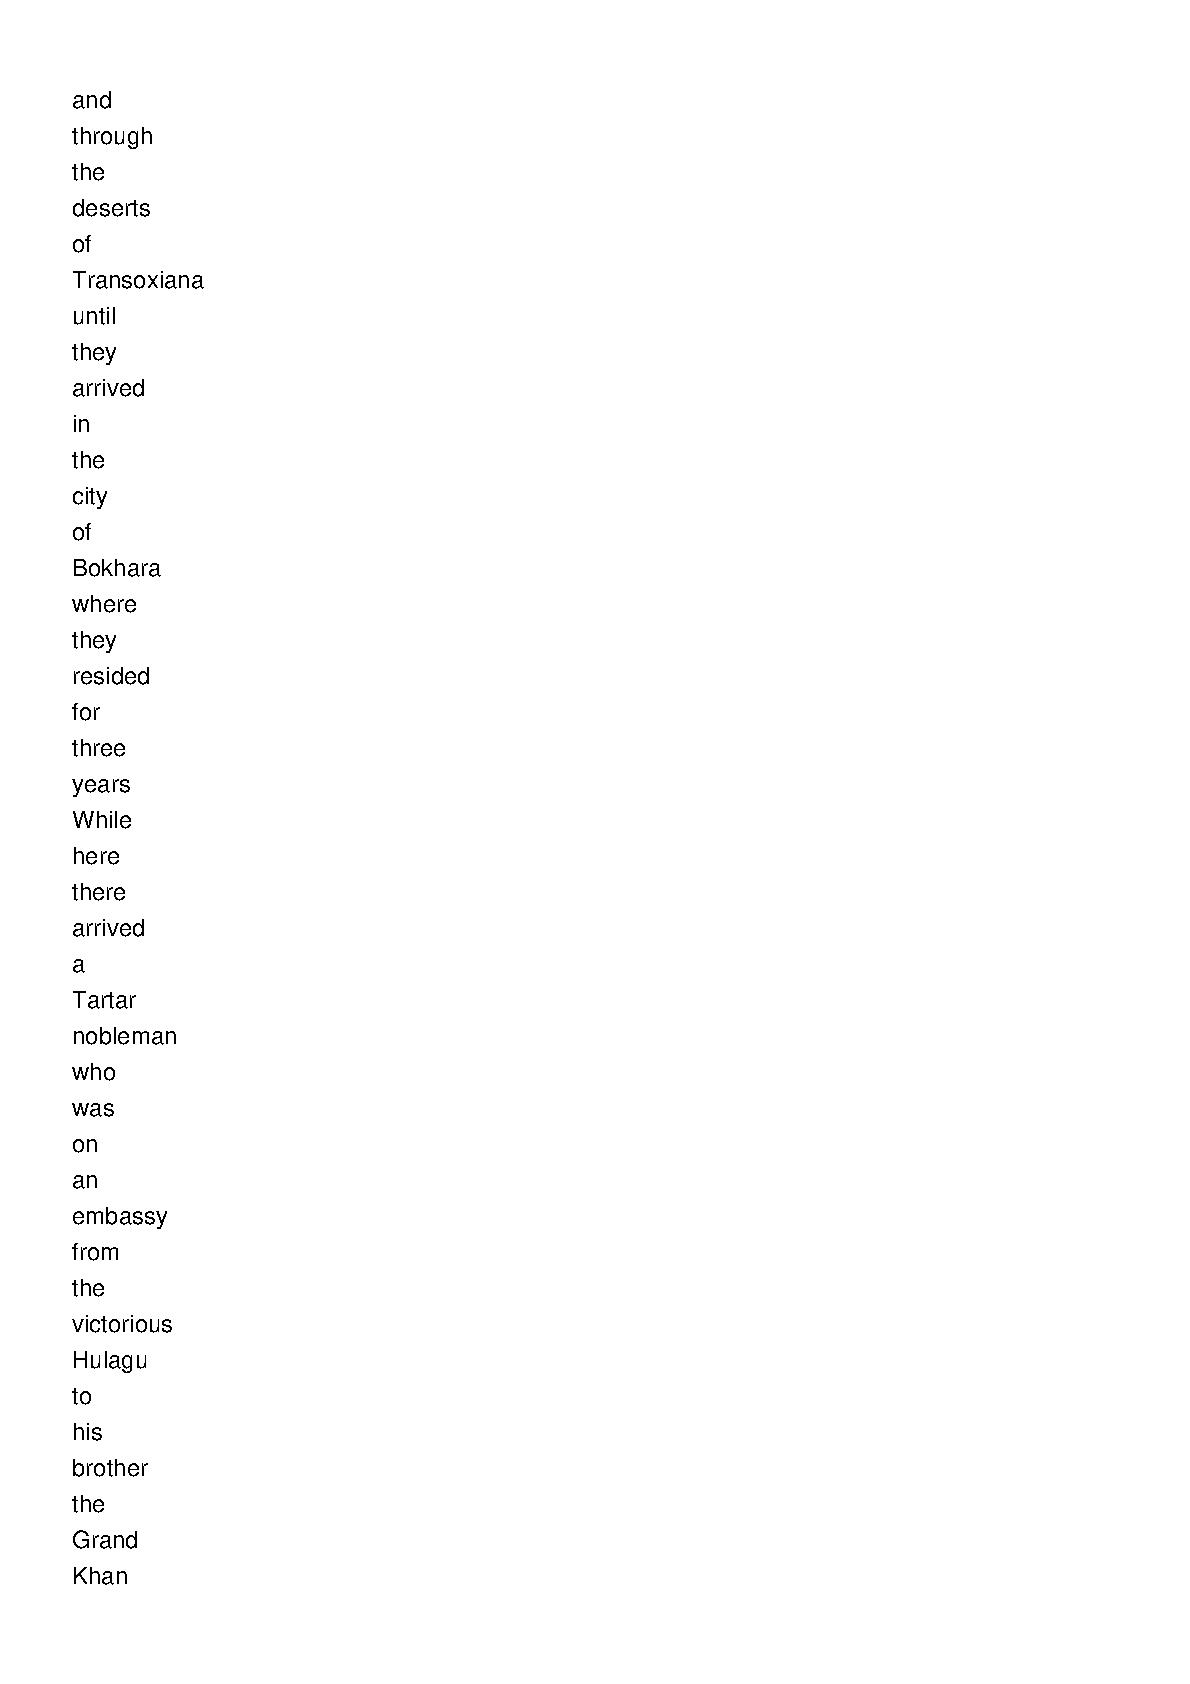 and
through
the
deserts
of
Transoxiana
until
they
arrived
in
the
city
of
Bokhara
where
they
resided
for
three
years
While
here
there
arrived
a
Tartar
nobleman
who
was
on
an
embassy
from
the
victorious
Hulagu
to
his
brother
the
Grand
Khan